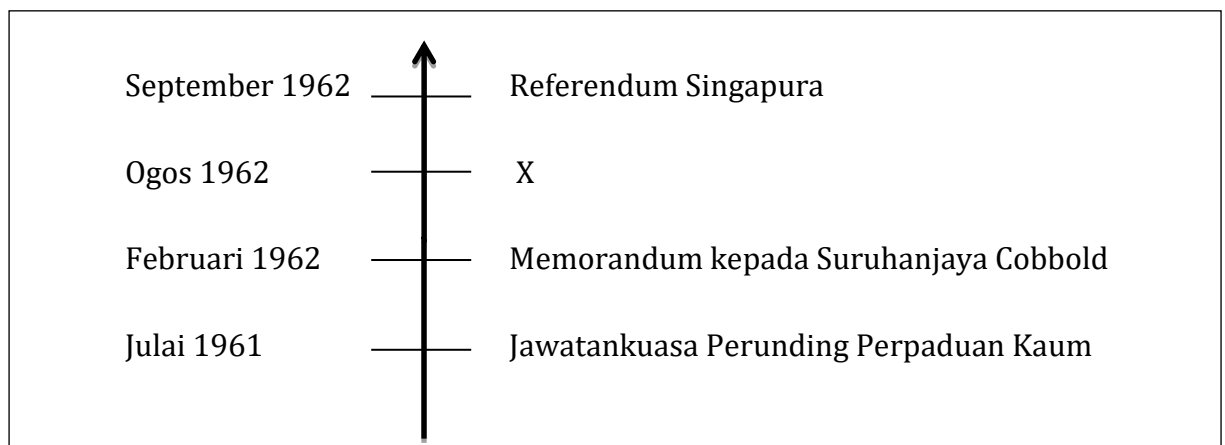 September 1962 Referendum Singapura
Ogos 1962 X
Februari 1962 Memorandum kepada Suruhanjaya Cobbold
Julai 1961 Jawatankuasa Perunding Perpaduan Kaum